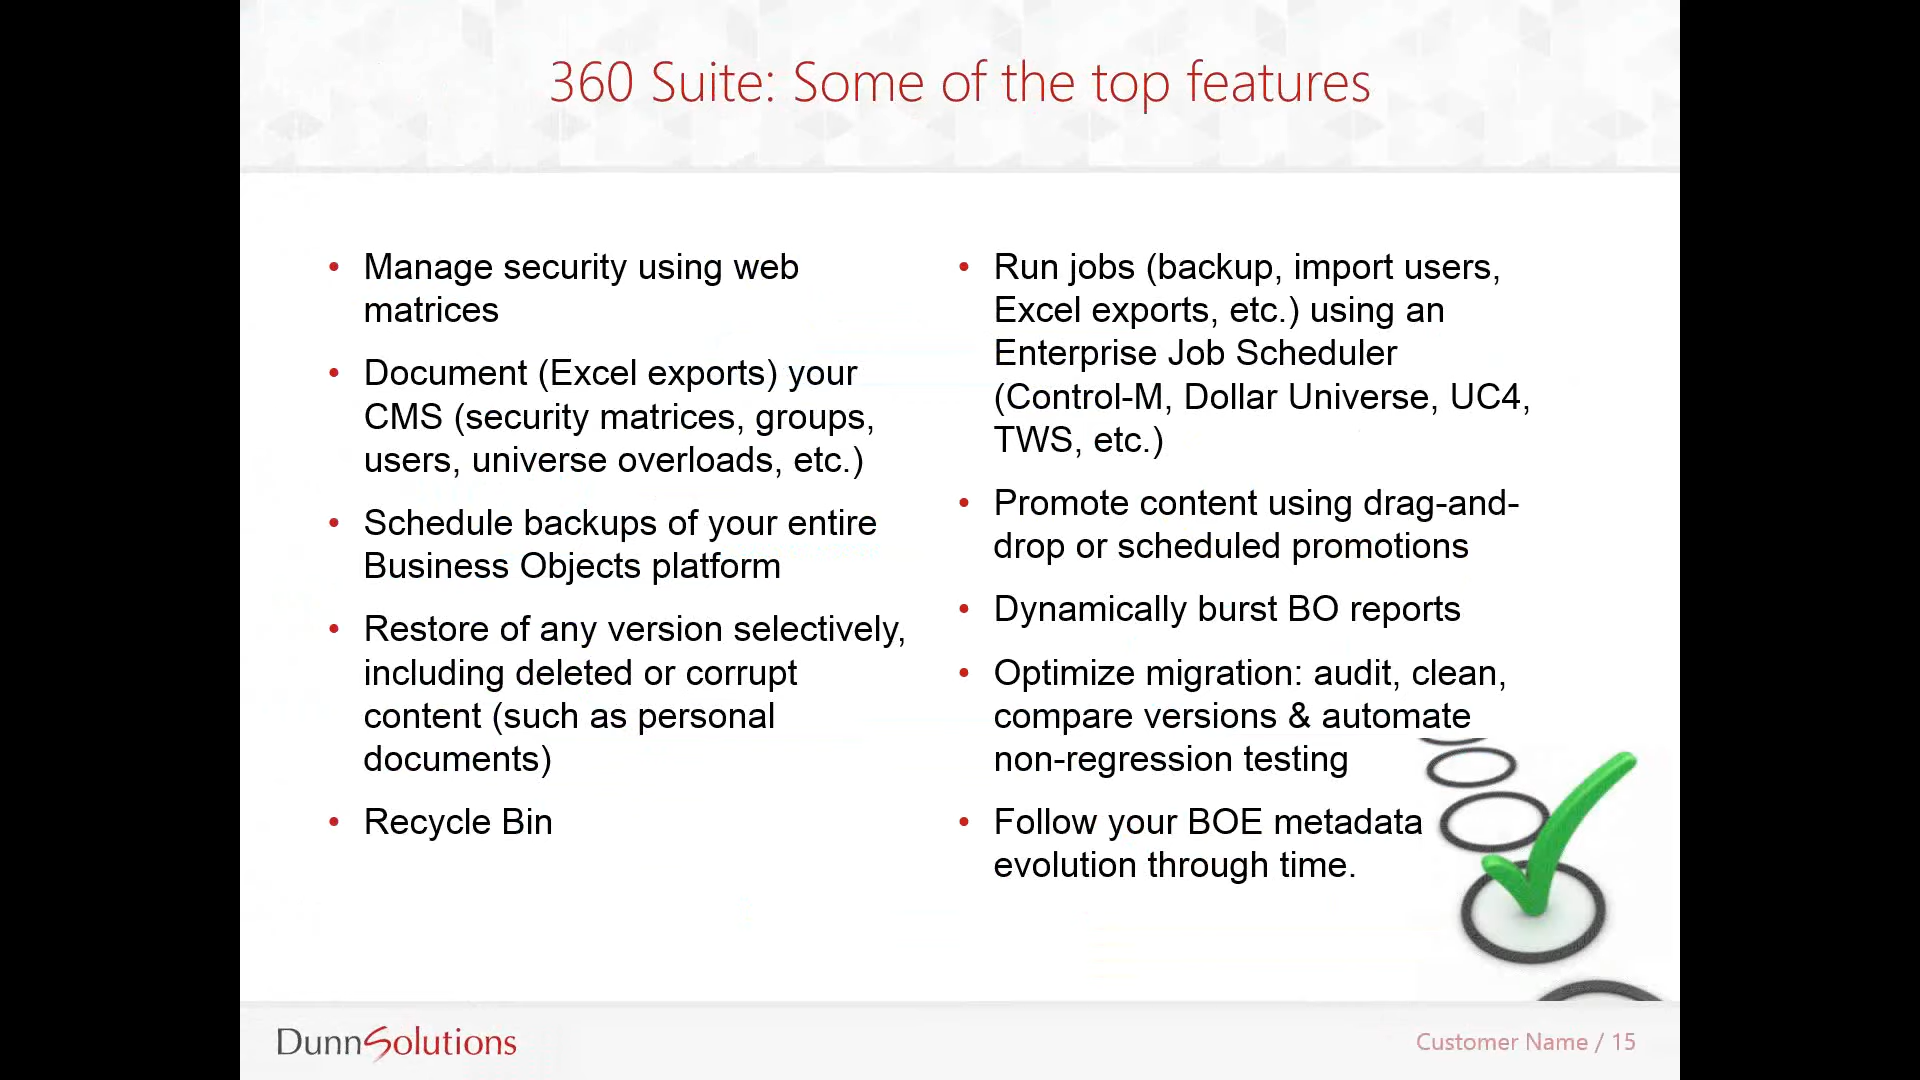 360 Suite: Some of the top features
• Manage security using web
matrices
• Document (Excel exports) your
CMS (security matrices, groups,
users, universe overloads, etc.)
• Schedule backups of your entire
Business Objects platform
• Restore of any version selectively,
including deleted or corrupt
content (such as personal
documents)
• Recycle Bin
• Run jobs (backup, import users,
Excel exports, etc.) using an
Enterprise Job Scheduler
(Control-M, Dollar Universe, UC4,
TWS, etc.)
• Promote content using drag-and-
drop or scheduled promotions
• Dynamically burst BO reports
• Optimize migration: audit, clean,
compare versions & automate
non-regression testing
• Follow your BOE metadata
evolution through time.
DunnSolutions
Customer Name / 15